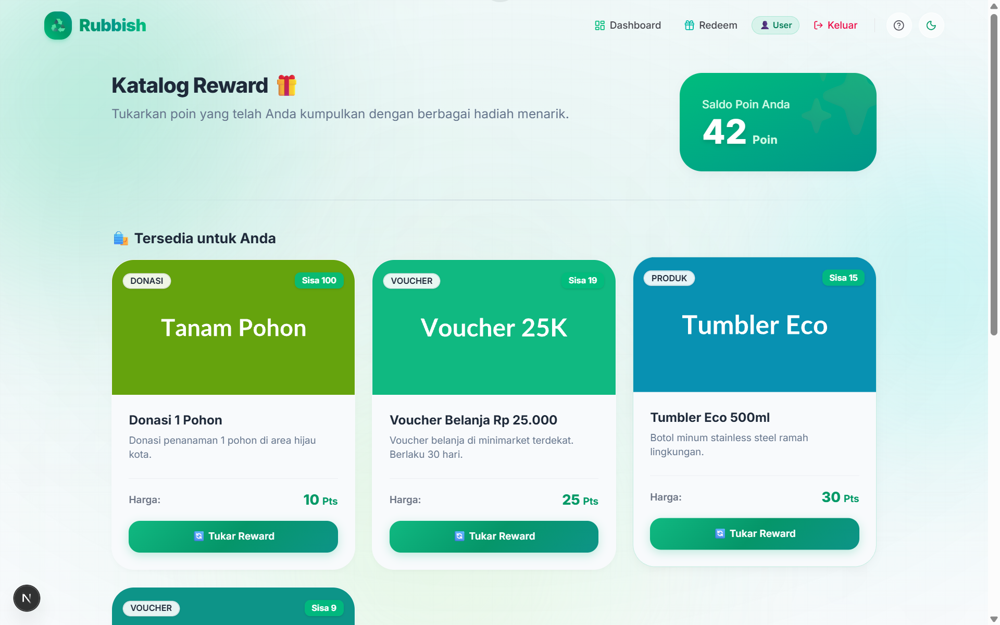 Rubbish
Dashboard
Redeem
User
Keluar
Katalog Reward
Tukarkan poin yang telah Anda kumpulkan dengan berbagai hadiah menarik.
Saldo Poin Anda
42 Poin
Tersedia untuk Anda
DONASI
Sisa 100
Tanam Pohon
Donasi 1 Pohon
Donasi penanaman 1 pohon di area hijau
kota.
Harga:
10 Pts
Tukar Reward
VOUCHER
Sisa 19
Voucher 25K
Voucher Belanja Rp 25.000
Voucher belanja di minimarket terdekat.
Berlaku 30 hari.
Harga:
25 Pts
Tukar Reward
PRODUK
Sisa 15
Tumbler Eco
Tumbler Eco 500ml
Botol minum stainless steel ramah
lingkungan.
Harga:
30 Pts
Tukar Reward
VOUCHER
Sisa 9
N